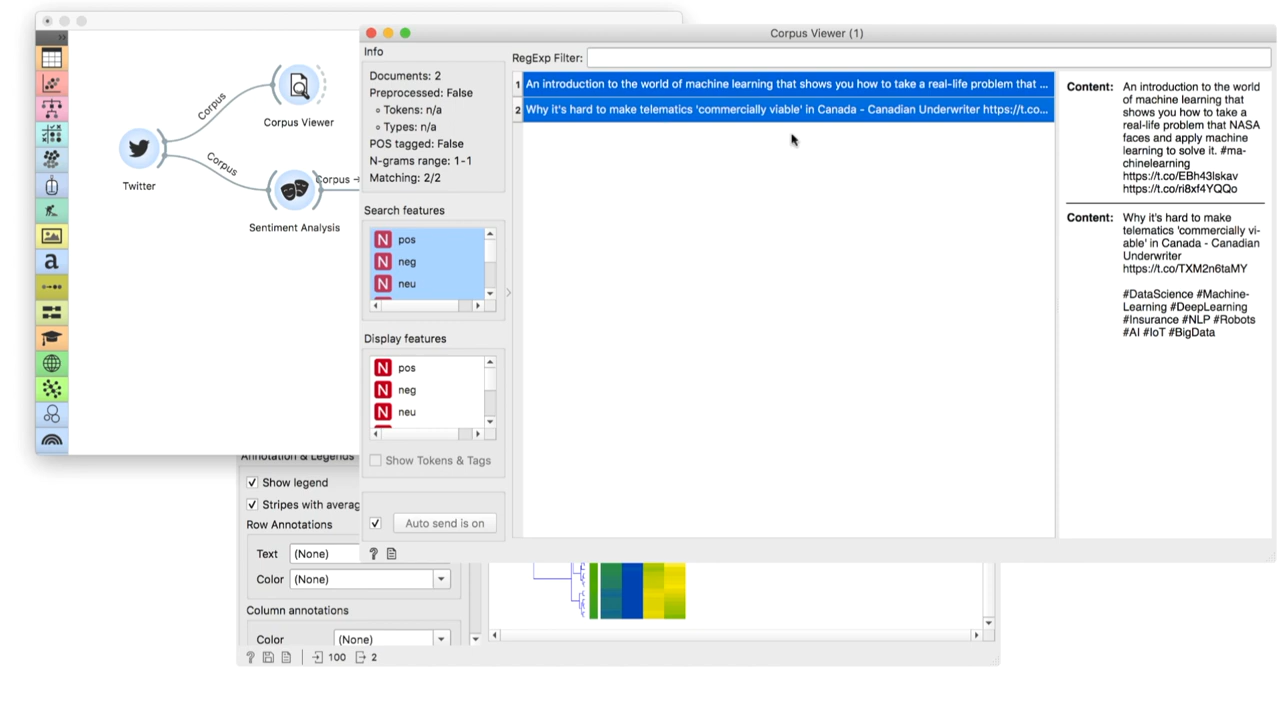 Corpus Viewer (1)
Corpus
Corpus Viewer
Twitter
Corpus
Corpus →
Sentiment Analysis
a
Info
Documents: 2
Preprocessed: False
◦ Tokens: n/a
◦ Types: n/a
POS tagged: False
N-grams range: 1-1
Matching: 2/2
Search features
N pos
N neg
N neu
Display features
N pos
N neg
N neu
Show Tokens & Tags
Auto send is on
?
RegExp Filter:
1 An introduction to the world of machine learning that shows you how to take a real-life problem that ...
2 Why it's hard to make telematics 'commercially viable' in Canada - Canadian Underwriter https://t.co...
Content: An introduction to the world
of machine learning that
shows you how to take a
real-life problem that NASA
faces and apply machine
learning to solve it. #ma-
chinelearning
https://t.co/EBh43lskav
https://t.co/ri8xf4YQQo
Content: Why it's hard to make
telematics 'commercially vi-
able' in Canada - Canadian
Underwriter
https://t.co/TXM2n6taMY
#DataScience #Machine-
Learning #DeepLearning
#Insurance #NLP #Robots
#AI #IoT #BigData
Annotation & Legends
Show legend
Stripes with averag
Row Annotations
Text (None)
Color (None)
Column annotations
Color (None)
? 100 2